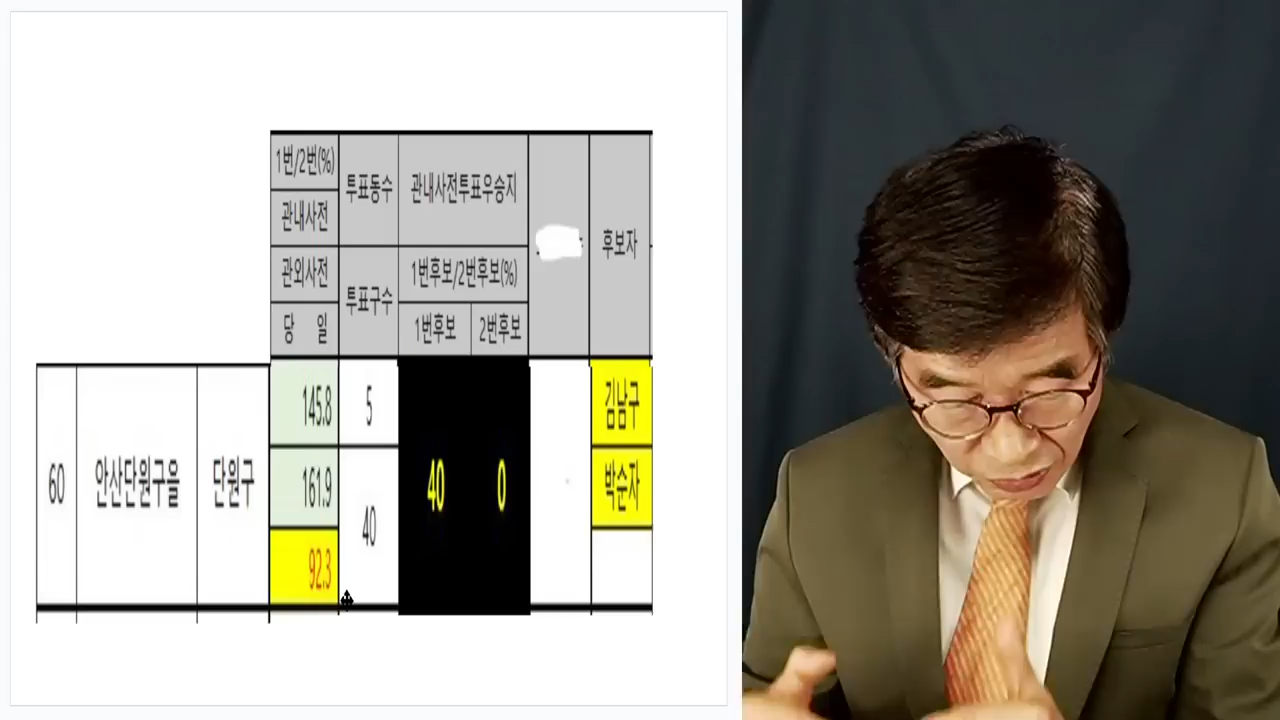 1번/2번(%)
관내사전
관외사전
당 일
투표동수
투표구수
관내사전투표우승지
1번후보/2번후보(%)
1번후보 2번후보
후보자
60 안산단원구을 단원구
145.8
161.9
92.3
5
40
40 0
김남구
박순자